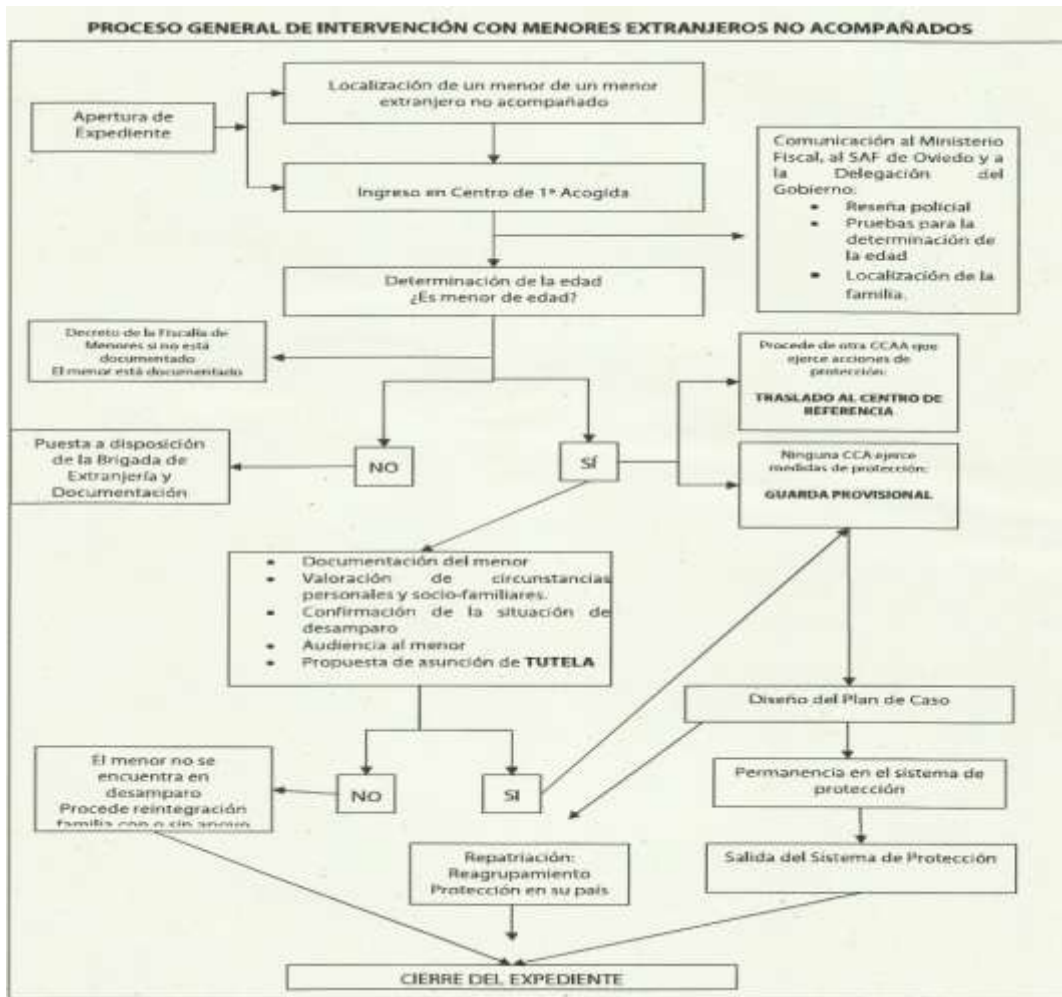 PROCESO GENERAL DE INTERVENCIÓN CON MENORES EXTRANJEROS NO ACOMPAÑADOS
Localización de un menor de un menor
extranjero no acompañado
Apertura de
Expediente
Ingreso en Centro de 1ª Acogida
Comunicación al Ministerio
Fiscal, al SAF de Oviedo y a
la Delegación del
Gobierno:
• Reseña policial
• Pruebas para la
determinación de
la edad
• Localización de la
familia.
Determinación de la edad
¿Es menor de edad?
Decreto de la Fiscalía de
Menores si no está
documentado
El menor está documentado
Procede de otra CCAA que
ejerce acciones de
protección:
TRASLADO AL CENTRO DE
REFERENCIA
Puesta a disposición
de la Brigada de
Extranjería y
Documentación
NO
SÍ
Ninguna CCA ejerce
medidas de protección:
GUARDA PROVISIONAL
• Documentación del menor
• Valoración de circunstancias
personales y socio-familiares.
• Confirmación de la situación de
desamparo
• Audiencia al menor
• Propuesta de asunción de TUTELA
Diseño del Plan de Caso
El menor no se
encuentra en
desamparo
Procede reintegración
familia con o sin apoyo
NO
SI
Permanencia en el sistema de
protección
Repatriación:
Reagrupamiento
Protección en su país
Salida del Sistema de Protección
CIERRE DEL EXPEDIENTE